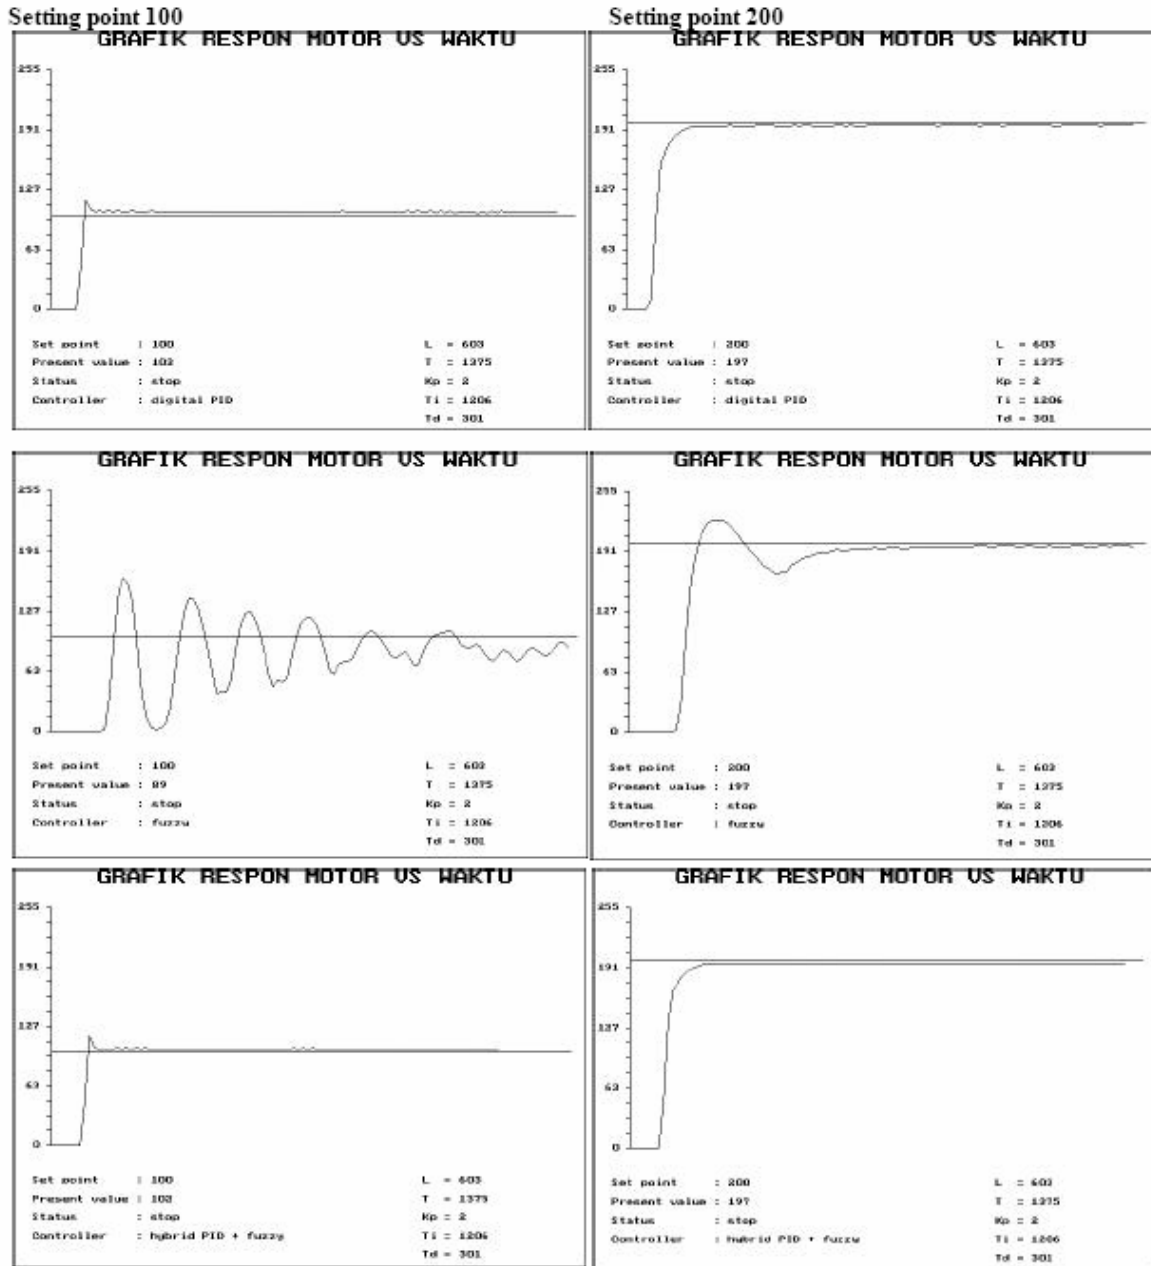 Setting point 100
Setting point 200
GRAFIK RESPON MOTOR VS WAKTU
255
191
127
63
0
Set point : 100
Present value : 102
Status : stop
Controller : digital PID
L = 603
T = 1375
Kp = 2
Ti = 1206
Td = 301
GRAFIK RESPON MOTOR VS WAKTU
255
191
127
63
0
Set point : 200
Present value : 197
Status : stop
Controller : digital PID
L = 603
T = 1375
Kp = 2
Ti = 1206
Td = 301
GRAFIK RESPON MOTOR VS WAKTU
255
191
127
63
0
Set point : 100
Present value : 89
Status : stop
Controller : fuzzy
L = 603
T = 1375
Kp = 2
Ti = 1206
Td = 301
GRAFIK RESPON MOTOR VS WAKTU
255
191
127
63
0
Set point : 200
Present value : 197
Status : stop
Controller : fuzzy
L = 603
T = 1375
Kp = 2
Ti = 1206
Td = 301
GRAFIK RESPON MOTOR VS WAKTU
255
191
127
63
0
Set point : 100
Present value : 102
Status : stop
Controller : hybrid PID + fuzzy
L = 603
T = 1375
Kp = 2
Ti = 1206
Td = 301
GRAFIK RESPON MOTOR VS WAKTU
255
191
127
63
0
Set point : 200
Present value : 197
Status : stop
Controller : hybrid PID + fuzzy
L = 603
T = 1375
Kp = 2
Ti = 1206
Td = 301